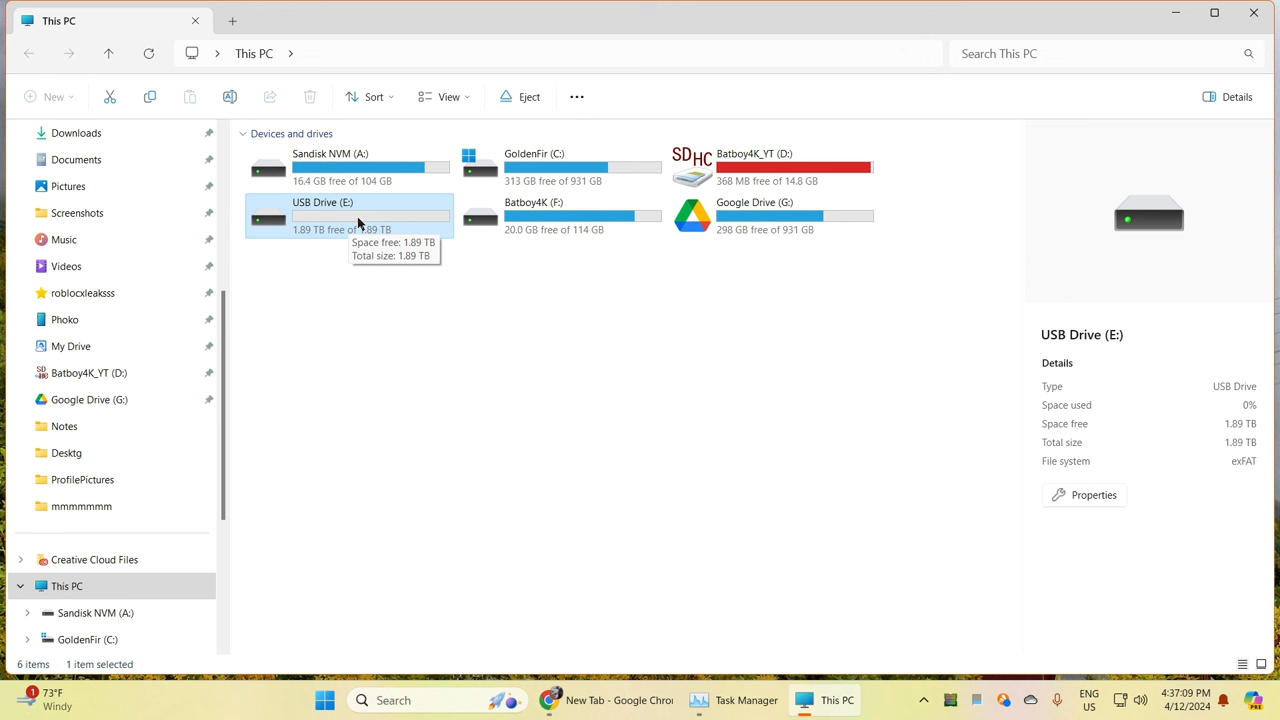 This PC
This PC
Search This PC
New
Sort
View
Eject
Details
Downloads
Documents
Pictures
Screenshots
Music
Videos
roblocxleaksss
Phoko
My Drive
Batboy4K_YT (D:)
Google Drive (G:)
Notes
Desktg
ProfilePictures
mmmmmmm
Creative Cloud Files
This PC
Sandisk NVM (A:)
GoldenFir (C:)
Devices and drives
Sandisk NVM (A:)
16.4 GB free of 104 GB
GoldenFir (C:)
313 GB free of 931 GB
SDHC
Batboy4K_YT (D:)
368 MB free of 14.8 GB
USB Drive (E:)
1.89 TB free of 1.89 TB
Batboy4K (F:)
20.0 GB free of 114 GB
Google Drive (G:)
298 GB free of 931 GB
Space free: 1.89 TB
Total size: 1.89 TB
USB Drive (E:)
Details
Type USB Drive
Space used 0%
Space free 1.89 TB
Total size 1.89 TB
File system exFAT
Properties
6 items 1 item selected
1
73°F
Windy
Search
New Tab - Google Chro
Task Manager
This PC
ENG
US
4:37:09 PM
4/12/2024
PRE